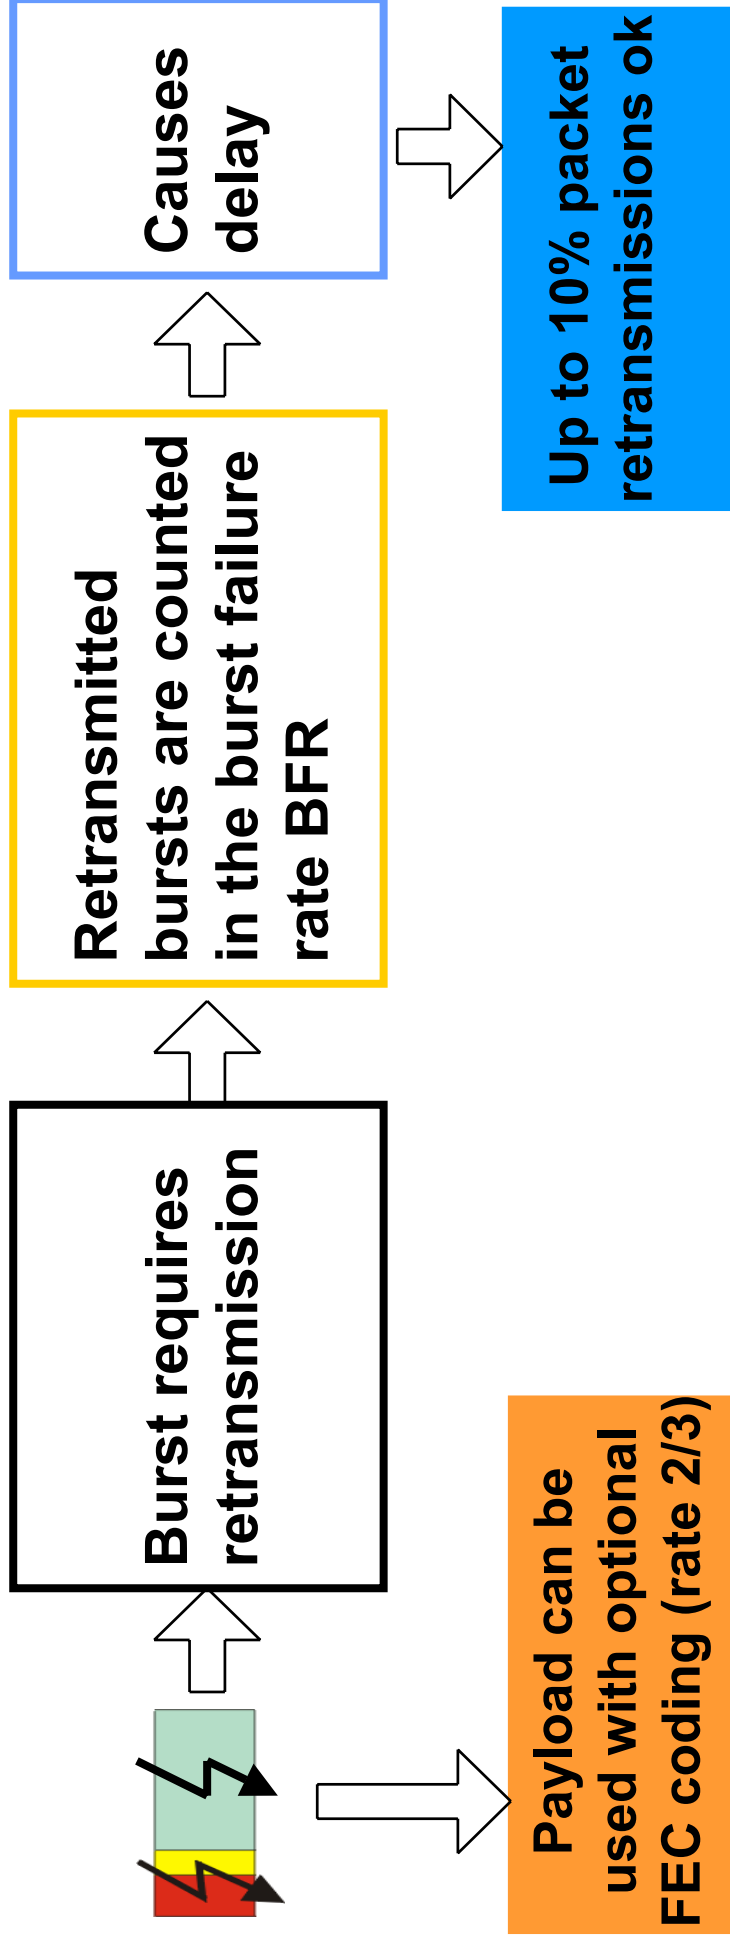 Burst requires
retransmission
Retransmitted
bursts are counted
in the burst failure
rate BFR
Causes
delay
Payload can be
used with optional
FEC coding (rate 2/3)
Up to 10% packet
retransmissions ok